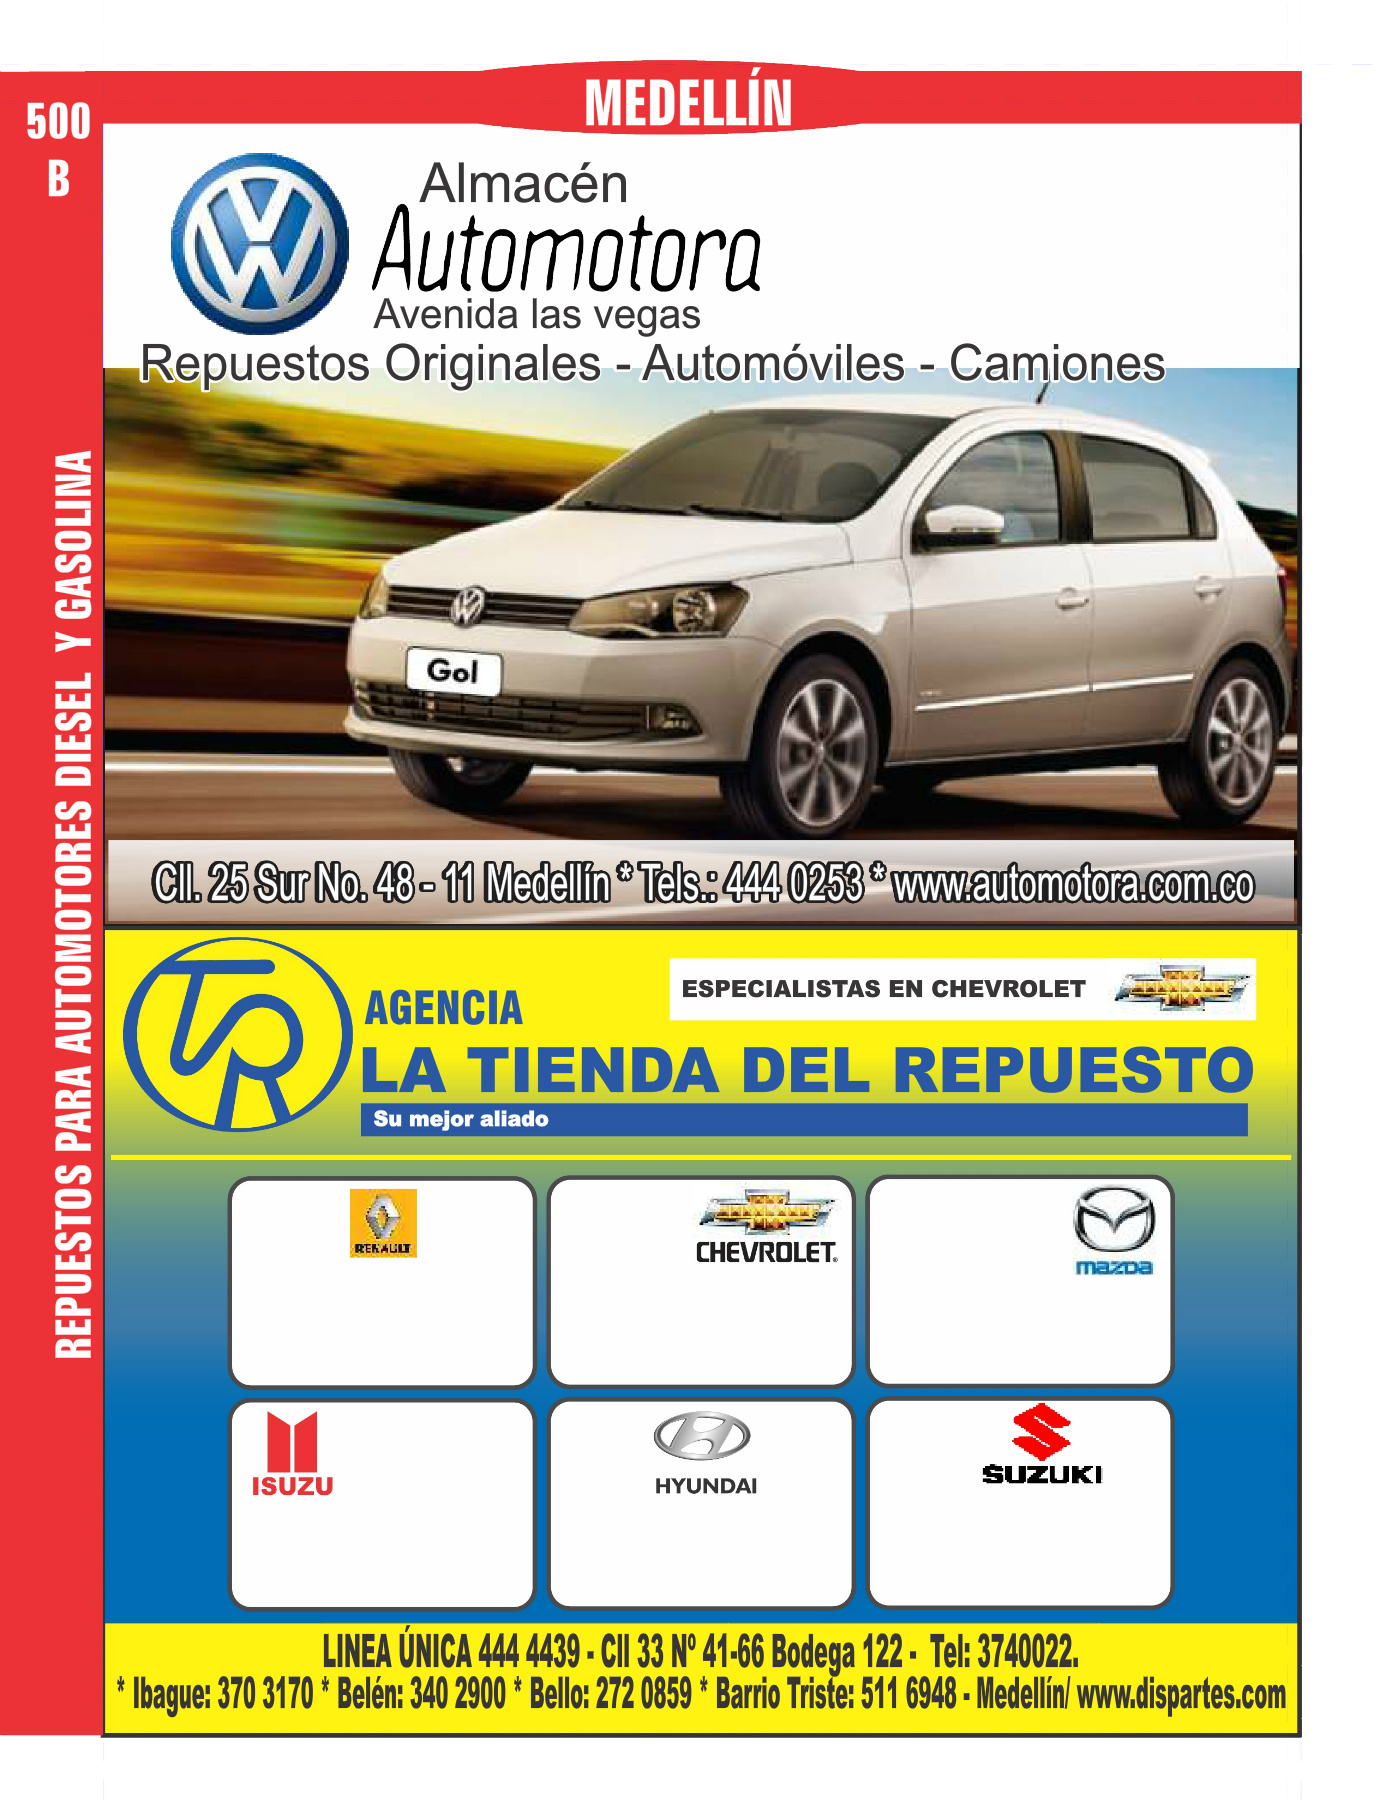 MEDELLÍN
500
B
REPUESTOS PARA AUTOMOTORES DIESEL Y GASOLINA
Almacén
Automotora
Avenida las vegas
Repuestos Originales - Automóviles - Camiones
Gol
Cll. 25 Sur No. 48 - 11 Medellín * Tels.: 444 0253 * www.automotora.com.co
TR
AGENCIA
ESPECIALISTAS EN CHEVROLET
LA TIENDA DEL REPUESTO
Su mejor aliado
RENAULT
CHEVROLET
mazda
ISUZU
HYUNDAI
SUZUKI
LINEA ÚNICA 444 4439 - Cll 33 Nº 41-66 Bodega 122 - Tel: 3740022.
* Ibague: 370 3170 * Belén: 340 2900 * Bello: 272 0859 * Barrio Triste: 511 6948 - Medellín/ www.dispartes.com